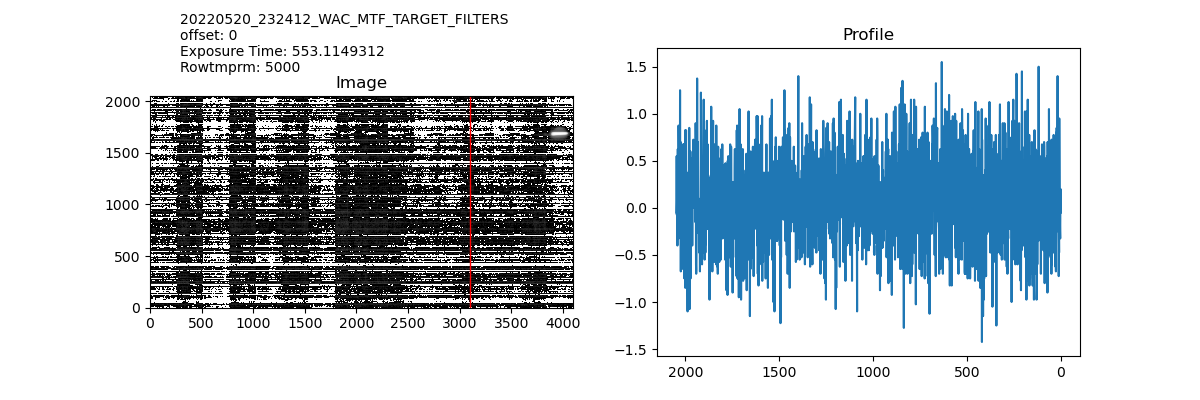 20220520_232412_WAC_MTF_TARGET_FILTERS
offset: 0
Exposure Time: 553.1149312
Rowtmprm: 5000
Image
2000
1500
1000
500
0
0 500 1000 1500 2000 2500 3000 3500 4000
Profile
1.5
1.0
0.5
0.0
−0.5
−1.0
−1.5
2000 1500 1000 500 0